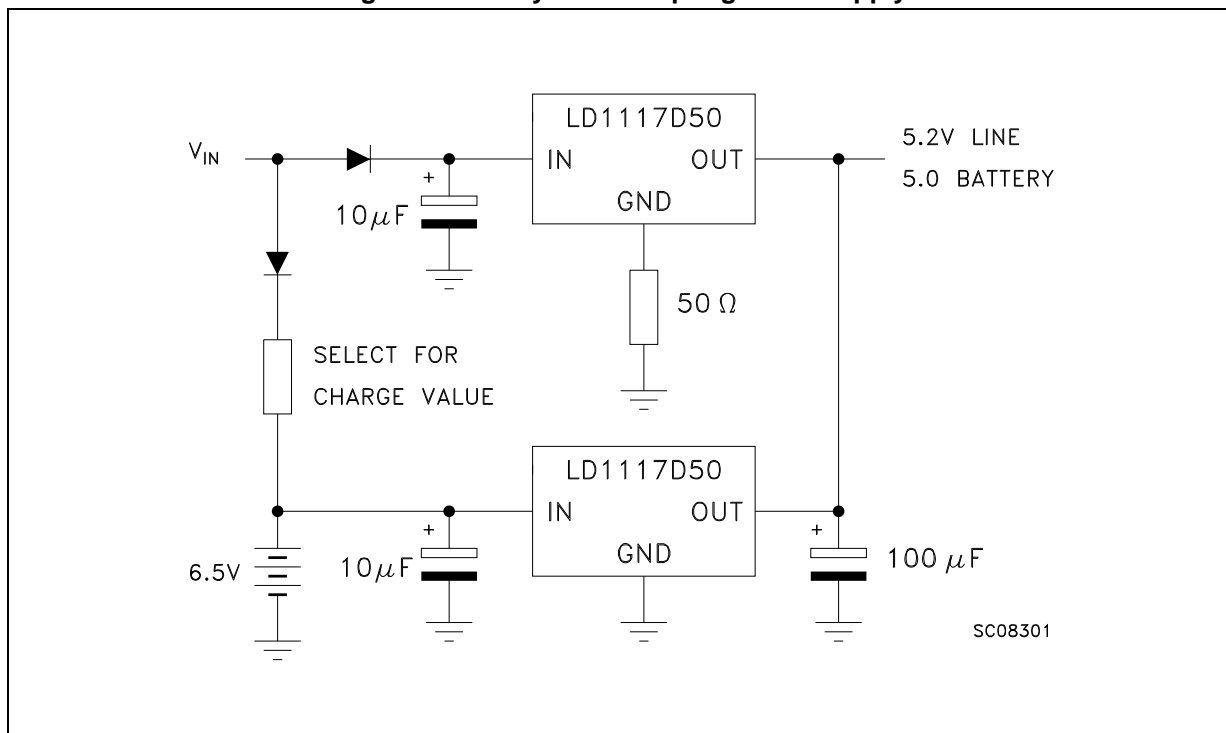 V_IN
LD1117D50
IN
OUT
GND
5.2V LINE
5.0 BATTERY
+
10μF
50 Ω
SELECT FOR
CHARGE VALUE
LD1117D50
IN
OUT
GND
6.5V
+
10μF
+
100 μF
SC08301